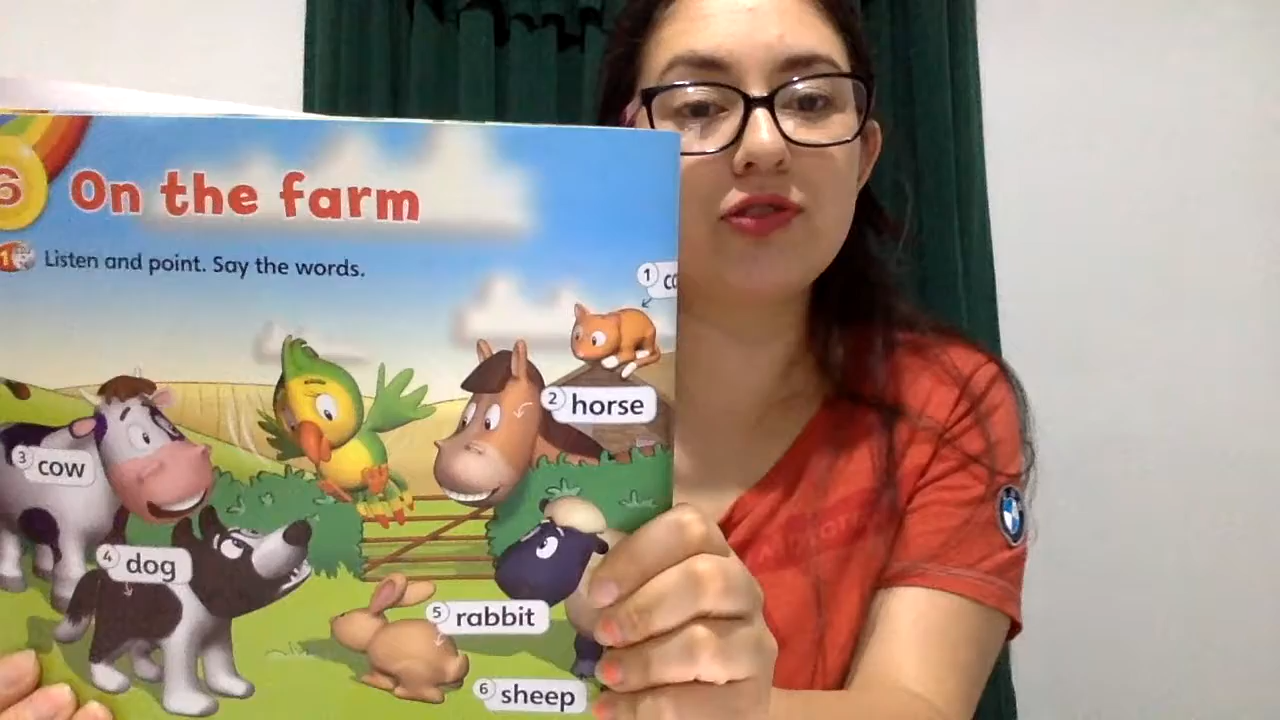 6 On the farm
1 Listen and point. Say the words.
1
2 horse
3 cow
4 dog
5 rabbit
6 sheep